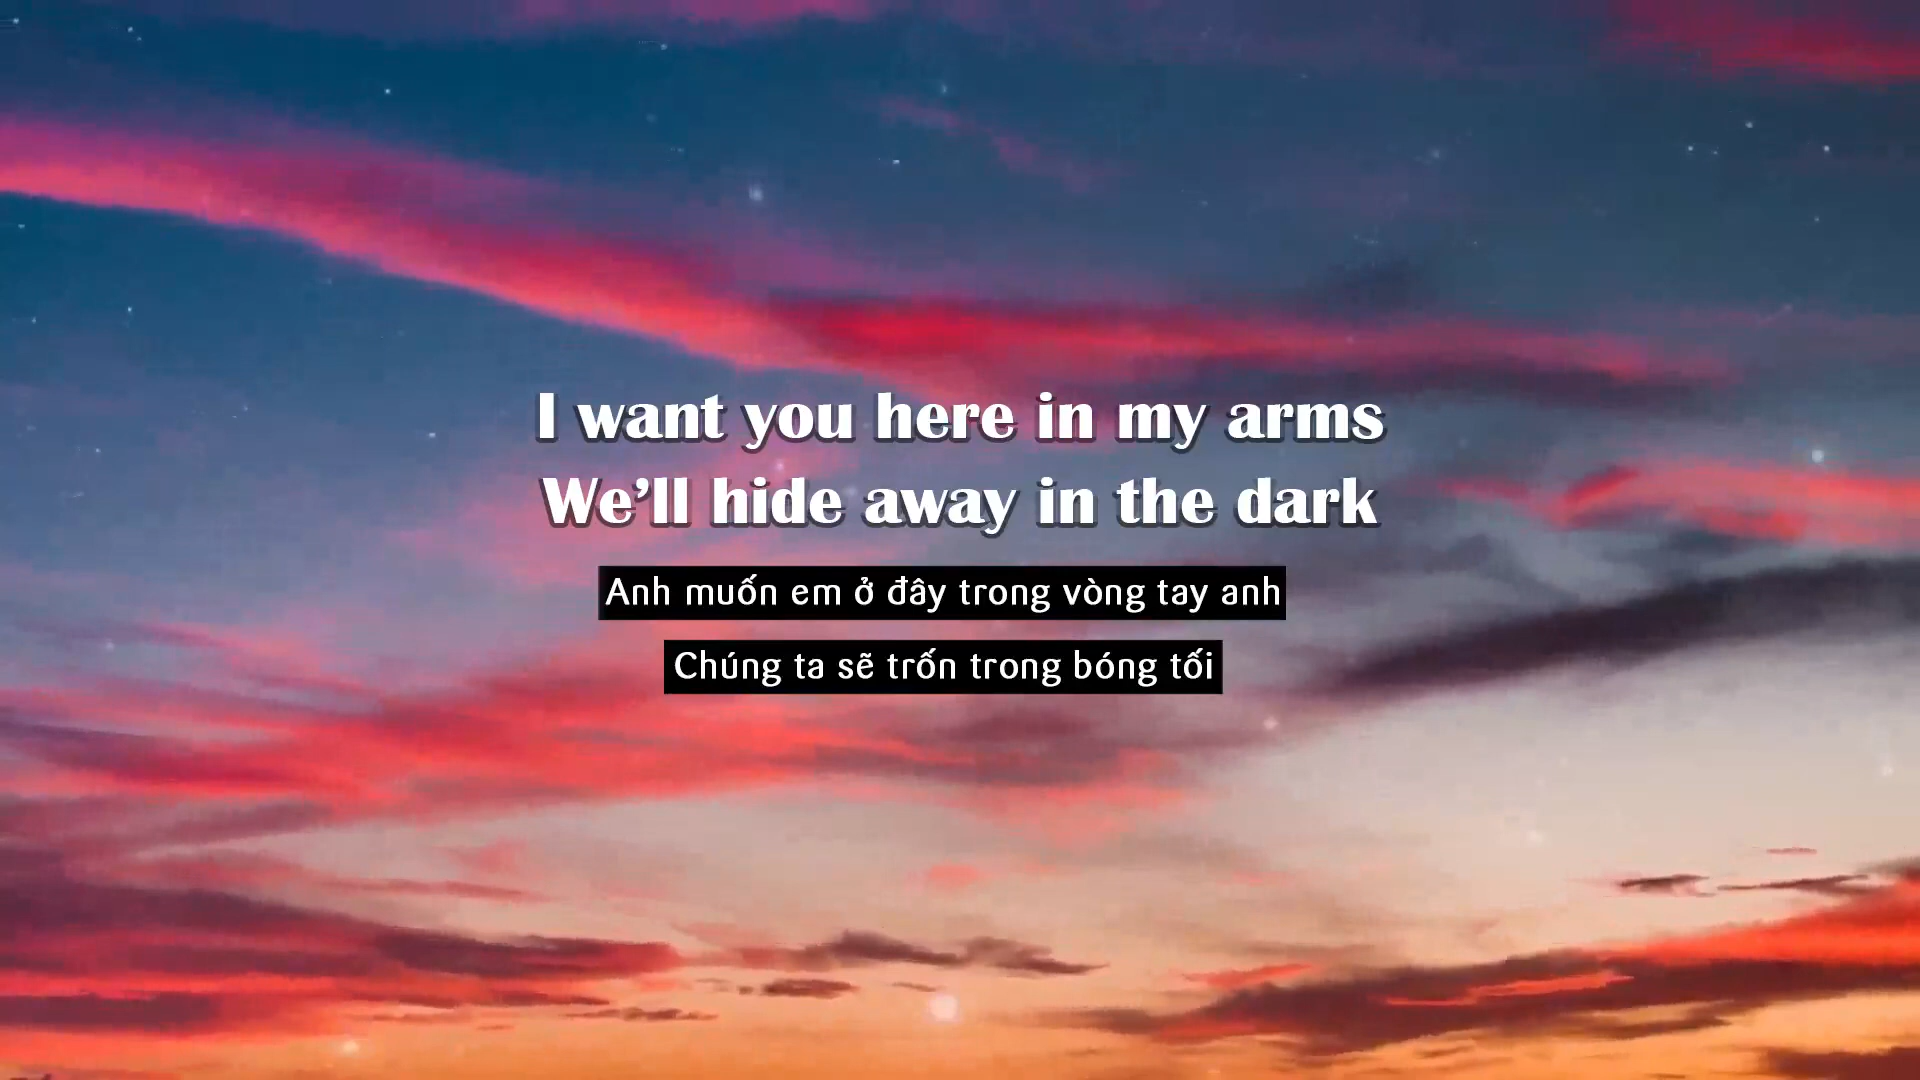 I want you here in my arms
We'll hide away in the dark
Anh muốn em ở đây trong vòng tay anh
Chúng ta sẽ trốn trong bóng tối